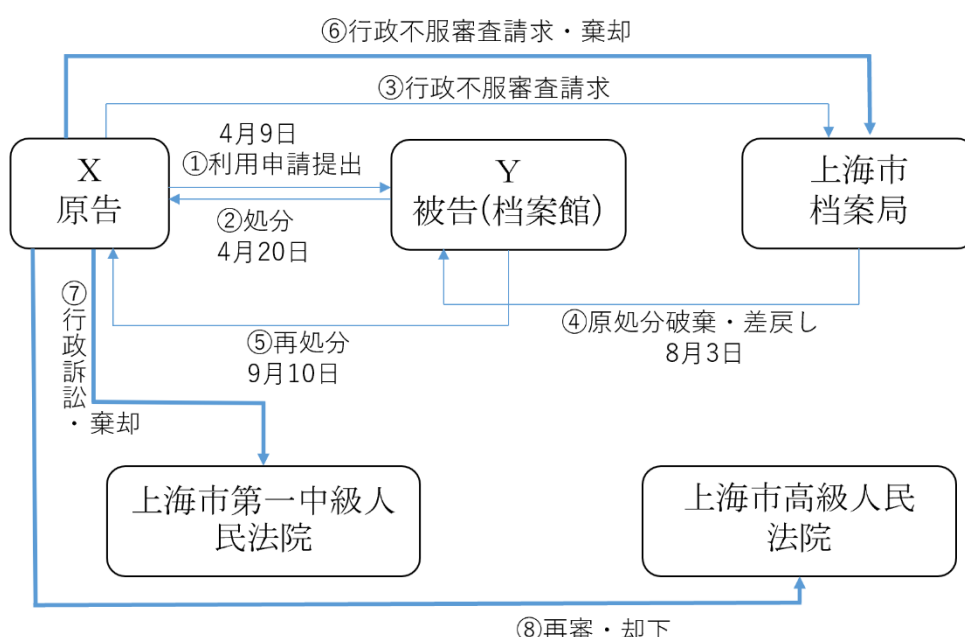 ⑥行政不服審査請求・棄却
③行政不服審査請求
4月9日
①利用申請提出
X
原告
Y
被告(档案館)
上海市
档案局
②処分
4月20日
⑦行政訴訟・棄却
④原処分破棄・差戻し
8月3日
⑤再処分
9月10日
上海市第一中級人
民法院
上海市高級人民
法院
⑧再審・却下